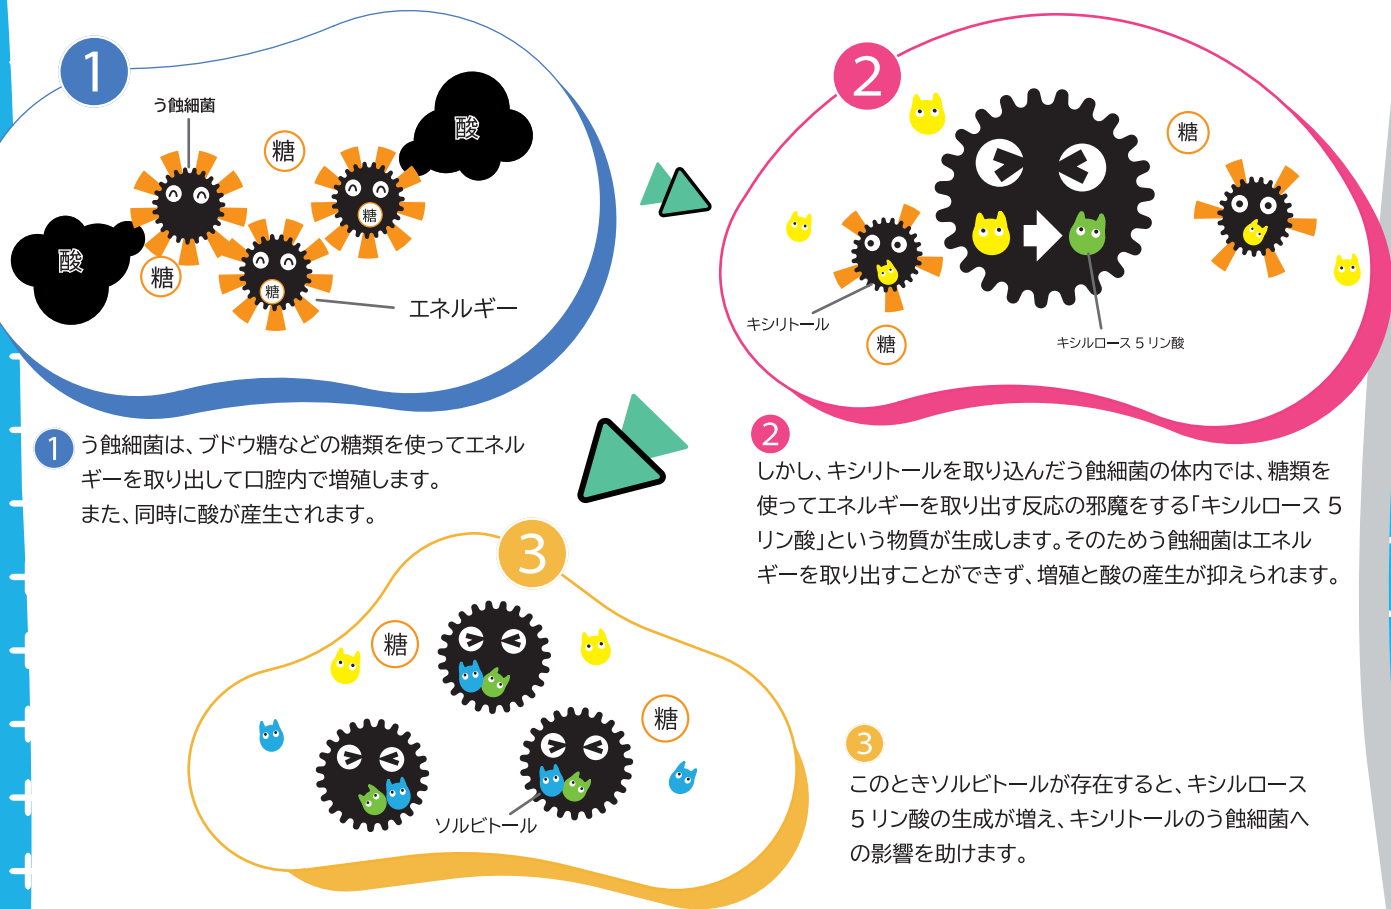 1
う蝕細菌
糖
酸
糖
酸
糖
糖
エネルギー
1
う蝕細菌は、ブドウ糖などの糖類を使ってエネル
ギーを取り出して口腔内で増殖します。
また、同時に酸が産生されます。
2
糖
キシリトール
糖
キシルロース 5 リン酸
2
しかし、キシリトールを取り込んだう蝕細菌の体内では、糖類を
使ってエネルギーを取り出す反応の邪魔をする「キシルロース 5
リン酸」という物質が生成します。そのためう蝕細菌はエネル
ギーを取り出すことができず、増殖と酸の産生が抑えられます。
3
糖
糖
ソルビトール
3
このときソルビトールが存在すると、キシルロース
5 リン酸の生成が増え、キシリトールのう蝕細菌へ
の影響を助けます。